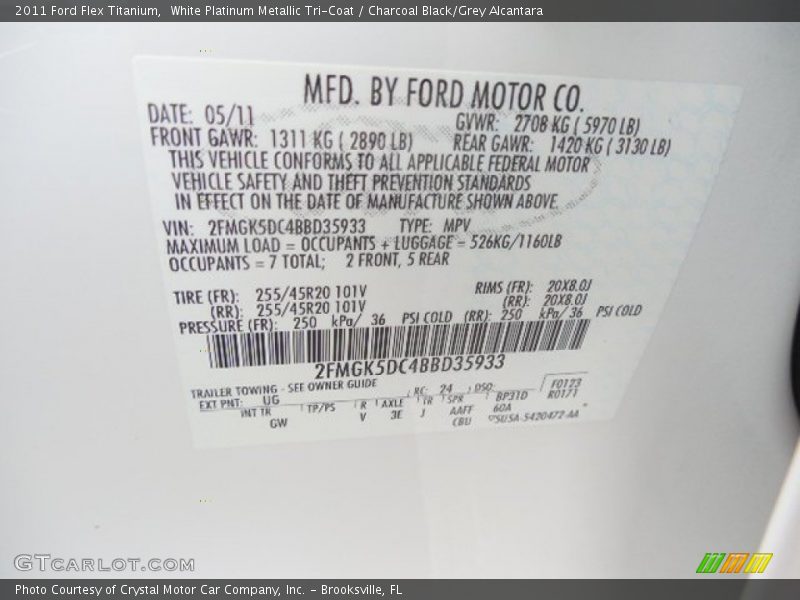 2011 Ford Flex Titanium,  White Platinum Metallic Tri-Coat / Charcoal Black/Grey Alcantara
MFD. BY FORD MOTOR CO.
DATE: 05/11 GVWR: 2708 KG ( 5970 LB)
FRONT GAWR: 1311 KG ( 2890 LB) REAR GAWR: 1420 KG ( 3130 LB)
THIS VEHICLE CONFORMS TO ALL APPLICABLE FEDERAL MOTOR
VEHICLE SAFETY AND THEFT PREVENTION STANDARDS
IN EFFECT ON THE DATE OF MANUFACTURE SHOWN ABOVE.
VIN: 2FMGK5DC4BBD35933 TYPE: MPV
MAXIMUM LOAD = OCCUPANTS + LUGGAGE = 526KG/1160LB
OCCUPANTS = 7 TOTAL; 2 FRONT, 5 REAR
TIRE (FR): 255/45R20 101V RIMS (FR): 20X8.0J
(RR): 255/45R20 101V (RR): 20X8.0J
PRESSURE (FR): 250 kPa/ 36 PSI COLD (RR): 250 kPa/ 36 PSI COLD
2FMGK5DC4BBD35933
TRAILER TOWING - SEE OWNER GUIDE
EXT PNT: UG RC: 24 DSO: BP31D F0123
R0171
INT TR TP/PS R AXLE TR SPR
GW V 3E J AAFF 60A
CBU 5U5A-5420472-AA
GTCARLOT.COM
Photo Courtesy of Crystal Motor Car Company, Inc. - Brooksville, FL